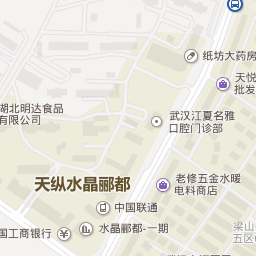 纸坊大药房
天悦
批发
湖北明达食品
有限公司
武汉江夏名雅
口腔门诊部
天纵水晶郦都
老修五金水暖
电料商店
中国联通
国工商银行
水晶郦都-一期
梁山
五区